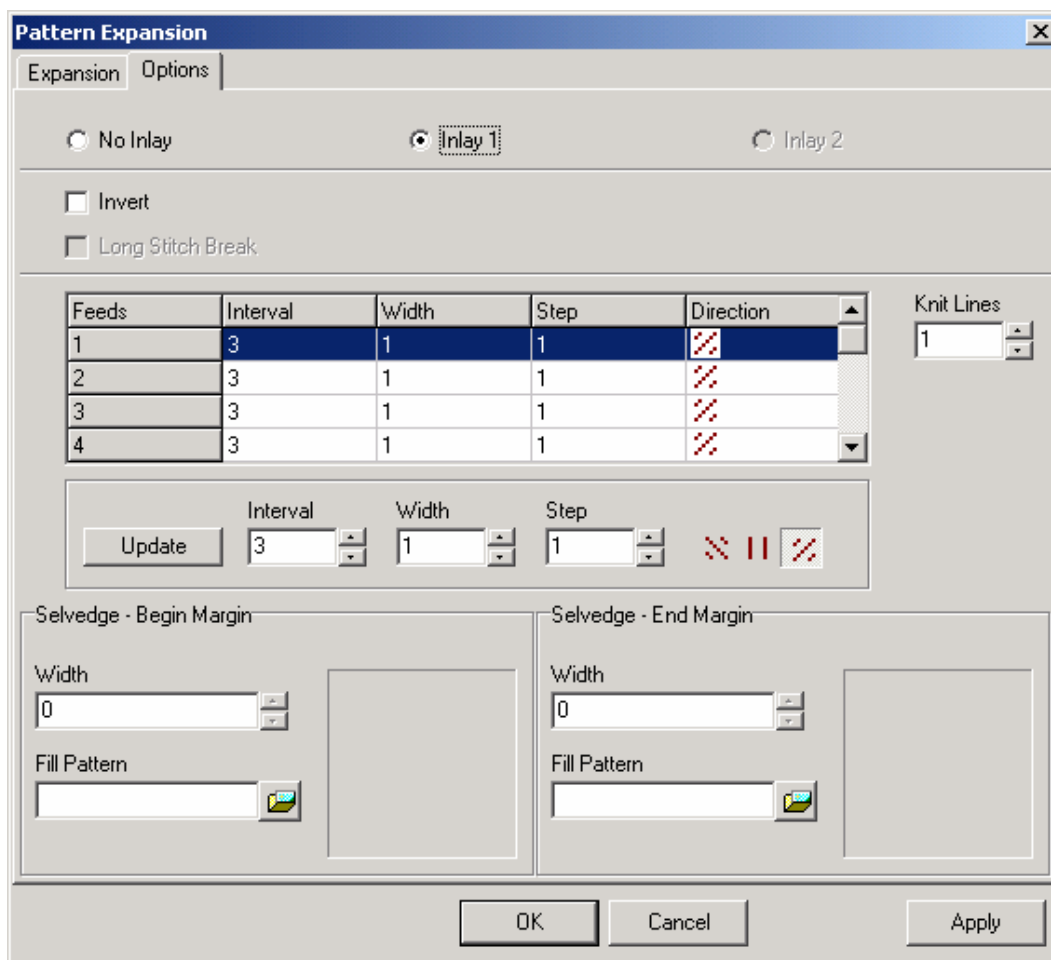 Pattern Expansion
Expansion Options
No Inlay Inlay 1 Inlay 2
Invert
Long Stitch Break
Feeds Interval Width Step Direction
1 3 1 1
2 3 1 1
3 3 1 1
4 3 1 1
Knit Lines
1
Interval Width Step
Update 3 1 1
Selvedge - Begin Margin
Width
0
Fill Pattern
Selvedge - End Margin
Width
0
Fill Pattern
OK Cancel Apply